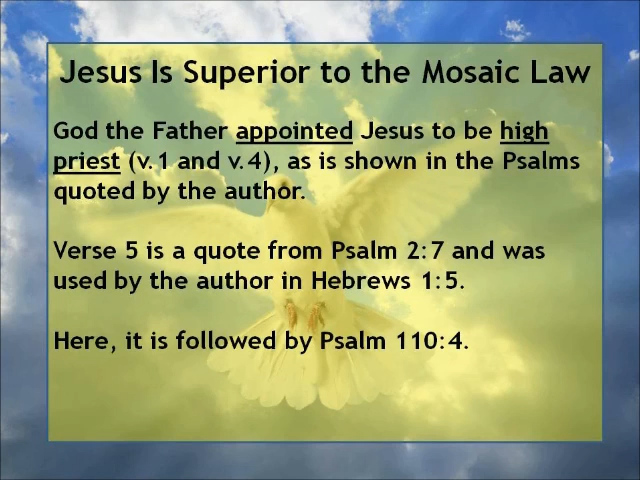 Jesus Is Superior to the Mosaic Law
God the Father appointed Jesus to be high
priest (v.1 and v.4), as is shown in the Psalms
quoted by the author.
Verse 5 is a quote from Psalm 2:7 and was
used by the author in Hebrews 1:5.
Here, it is followed by Psalm 110:4.